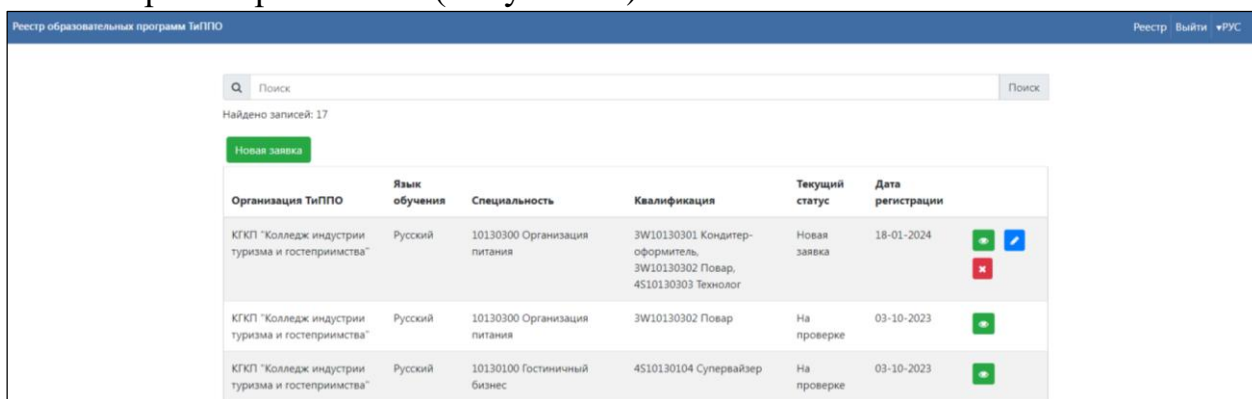 Реестр образовательных программ ТиППО
Реестр Выйти ▾РУС
Поиск Поиск
Найдено записей: 17
Новая заявка
Организация ТиППО Язык обучения Специальность Квалификация Текущий статус Дата регистрации
КГКП "Колледж индустрии туризма и гостеприимства" Русский 10130300 Организация питания 3W10130301 Кондитер-оформитель, 3W10130302 Повар, 4S10130303 Технолог Новая заявка 18-01-2024
КГКП "Колледж индустрии туризма и гостеприимства" Русский 10130300 Организация питания 3W10130302 Повар На проверке 03-10-2023
КГКП "Колледж индустрии туризма и гостеприимства" Русский 10130100 Гостиничный бизнес 4S10130104 Супервайзер На проверке 03-10-2023